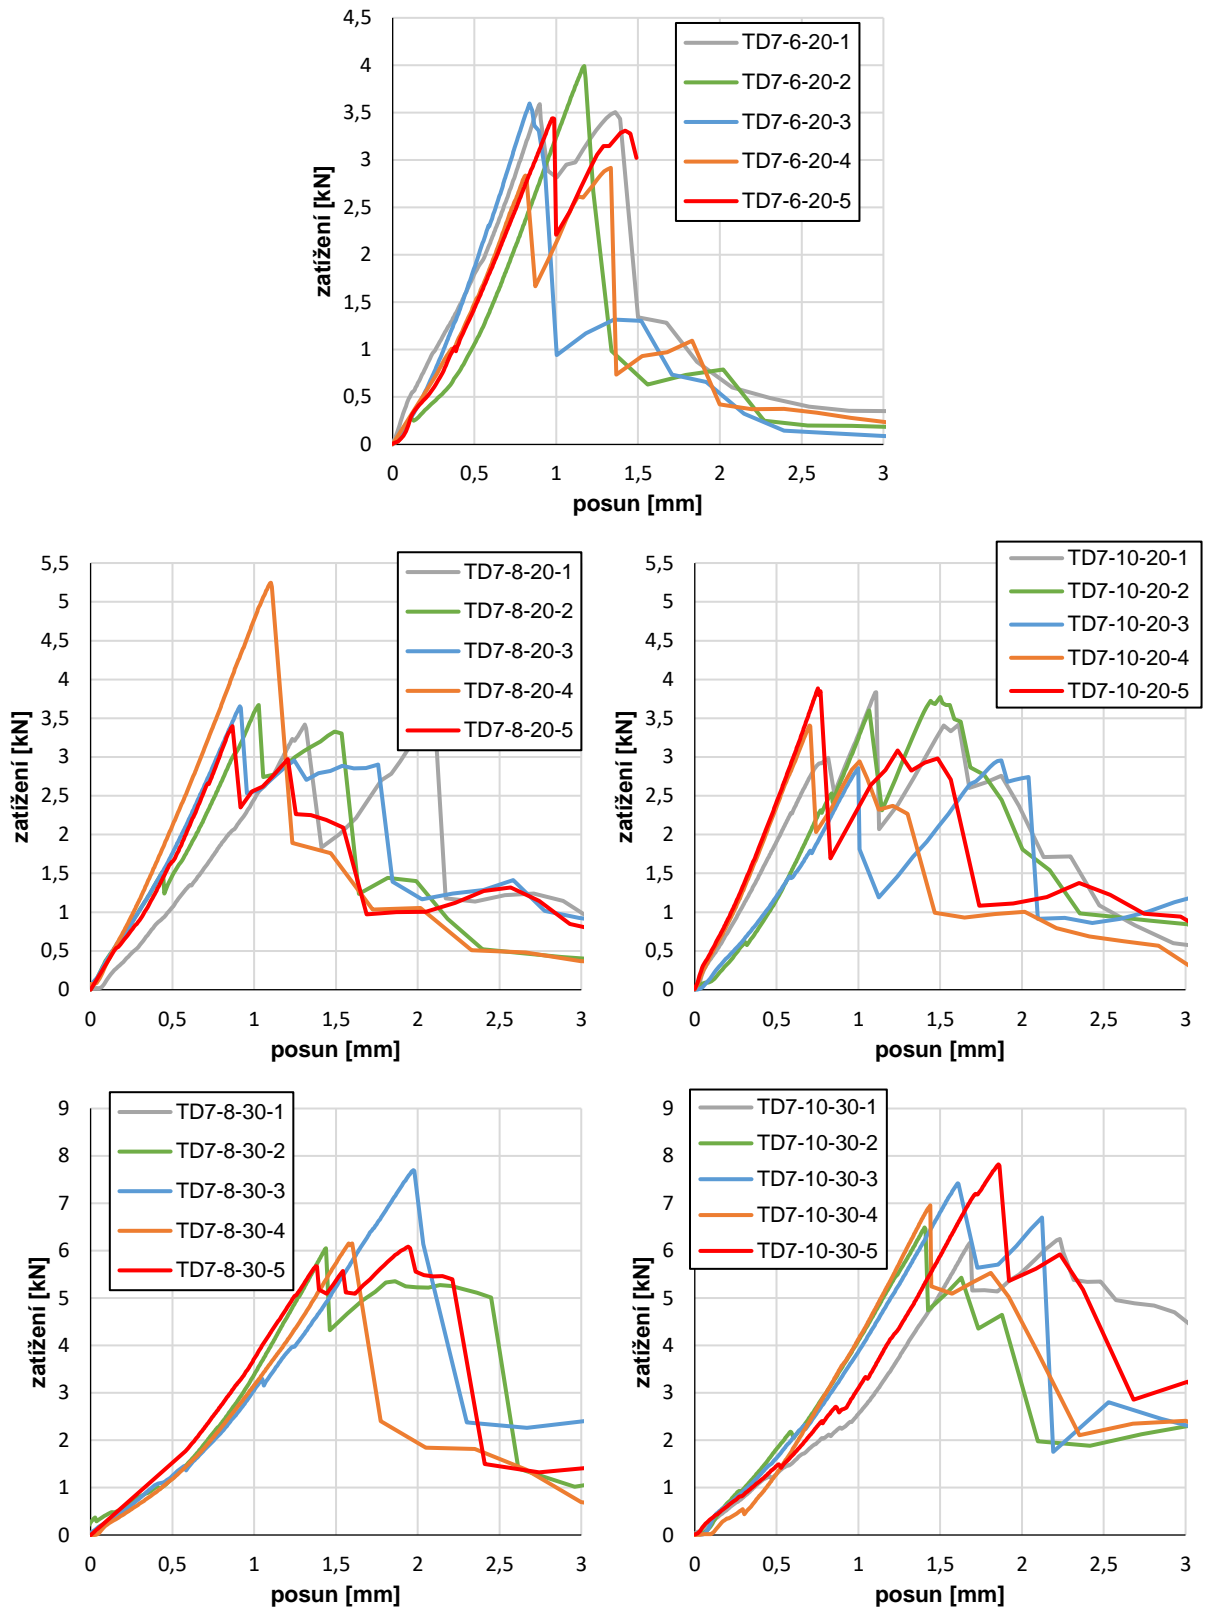 4,5
4
3,5
3
2,5
2
1,5
1
0,5
0
zatížení [kN]
0 0,5 1 1,5 2 2,5 3
posun [mm]
TD7-6-20-1
TD7-6-20-2
TD7-6-20-3
TD7-6-20-4
TD7-6-20-5
5,5
5
4,5
4
3,5
3
2,5
2
1,5
1
0,5
0
zatížení [kN]
0 0,5 1 1,5 2 2,5 3
posun [mm]
TD7-8-20-1
TD7-8-20-2
TD7-8-20-3
TD7-8-20-4
TD7-8-20-5
5,5
5
4,5
4
3,5
3
2,5
2
1,5
1
0,5
0
zatížení [kN]
0 0,5 1 1,5 2 2,5 3
posun [mm]
TD7-10-20-1
TD7-10-20-2
TD7-10-20-3
TD7-10-20-4
TD7-10-20-5
9
8
7
6
5
4
3
2
1
0
zatížení [kN]
0 0,5 1 1,5 2 2,5 3
posun [mm]
TD7-8-30-1
TD7-8-30-2
TD7-8-30-3
TD7-8-30-4
TD7-8-30-5
9
8
7
6
5
4
3
2
1
0
zatížení [kN]
0 0,5 1 1,5 2 2,5 3
posun [mm]
TD7-10-30-1
TD7-10-30-2
TD7-10-30-3
TD7-10-30-4
TD7-10-30-5